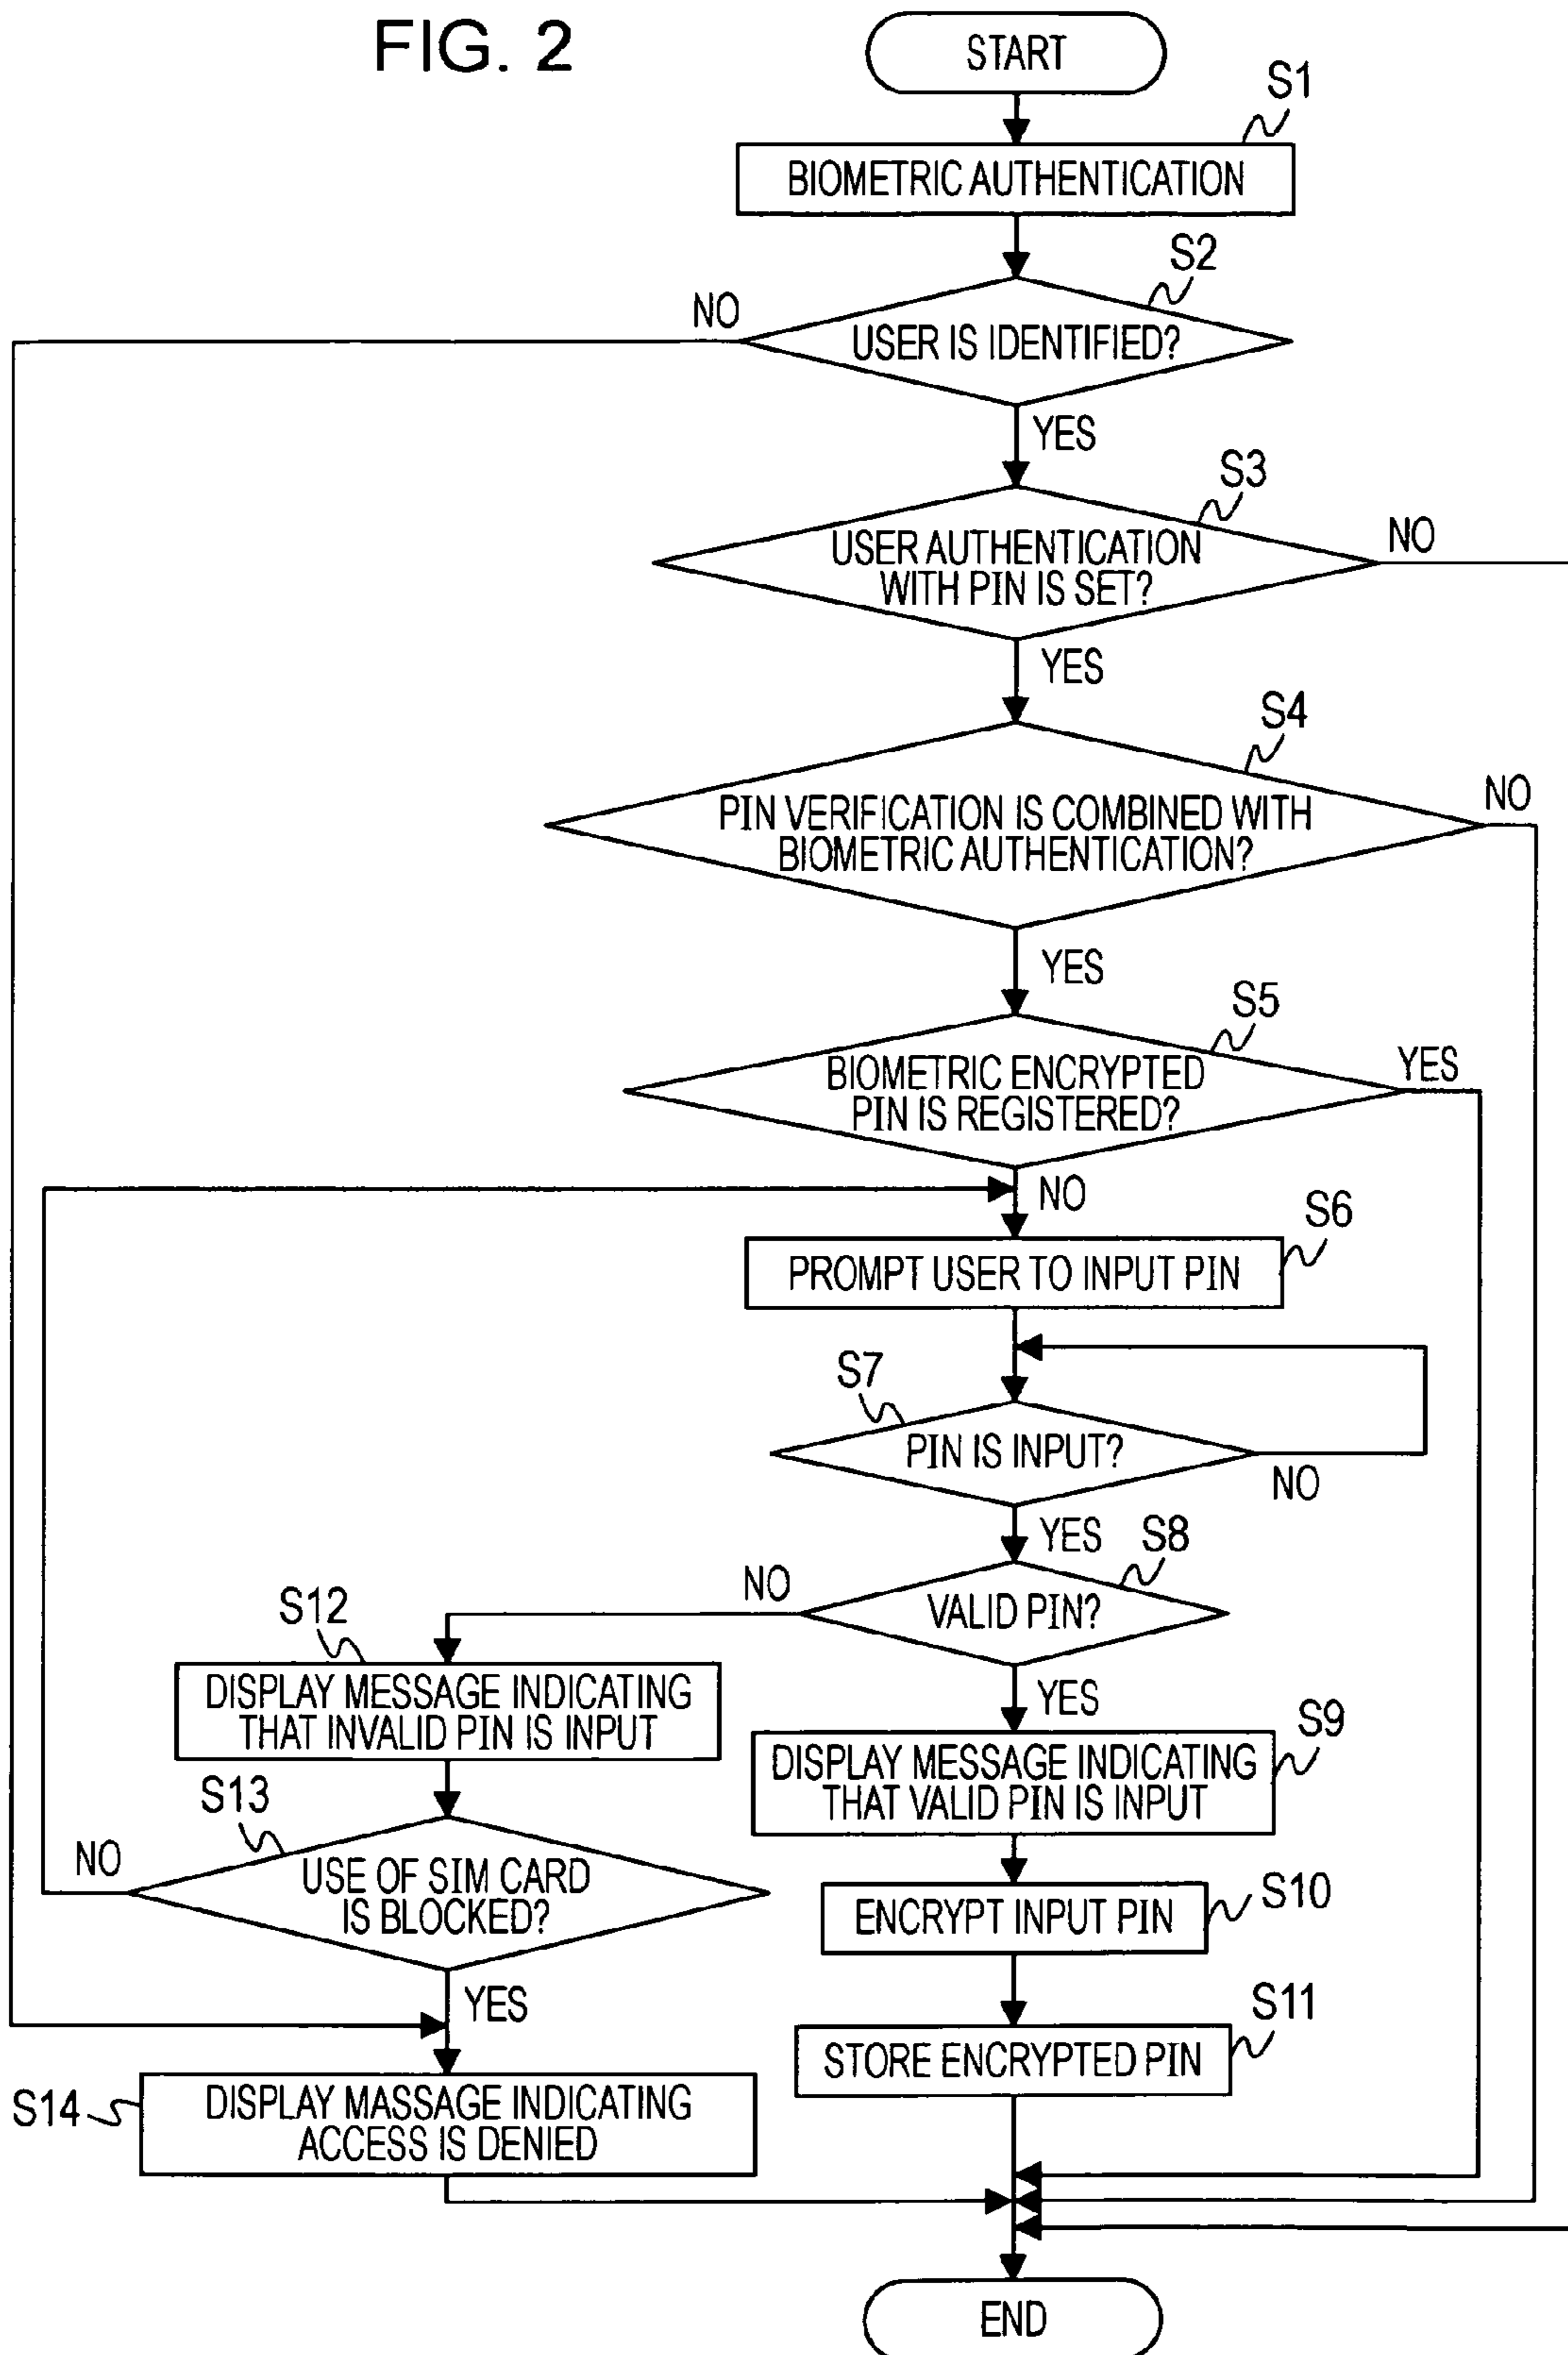 FIG. 2
START
S1
BIOMETRIC AUTHENTICATION
S2
NO
USER IS IDENTIFIED?
YES
S3
USER AUTHENTICATION
WITH PIN IS SET?
NO
YES
S4
PIN VERIFICATION IS COMBINED WITH
BIOMETRIC AUTHENTICATION?
NO
YES
S5
BIOMETRIC ENCRYPTED
PIN IS REGISTERED?
YES
NO
S6
PROMPT USER TO INPUT PIN
S7
PIN IS INPUT?
NO
YES
S8
NO
VALID PIN?
S12
DISPLAY MESSAGE INDICATING
THAT INVALID PIN IS INPUT
YES
S9
DISPLAY MESSAGE INDICATING
THAT VALID PIN IS INPUT
S13
NO
USE OF SIM CARD
IS BLOCKED?
S10
ENCRYPT INPUT PIN
YES
S11
STORE ENCRYPTED PIN
S14
DISPLAY MASSAGE INDICATING
ACCESS IS DENIED
END